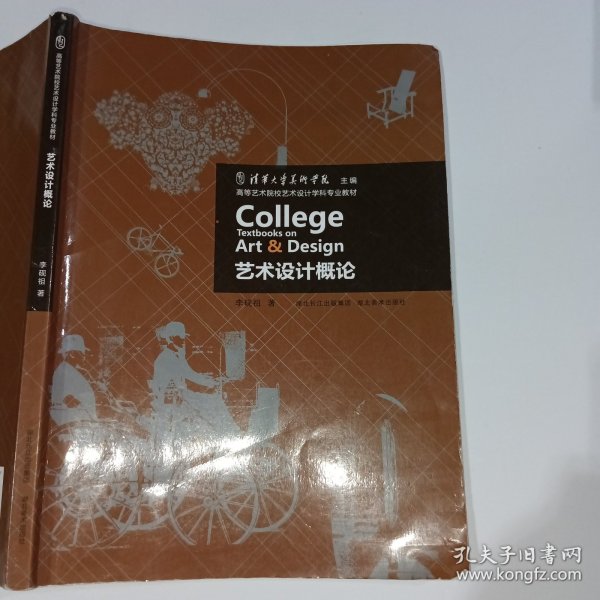 高等艺术院校艺术设计学科专业教材
艺术设计概论
李砚祖 著
清华大学美术学院 主编
高等艺术院校艺术设计学科专业教材
College
Textbooks on
Art & Design
艺术设计概论
李砚祖 著 湖北长江出版集团 湖北美术出版社
孔夫子旧书网
www.kongfz.com